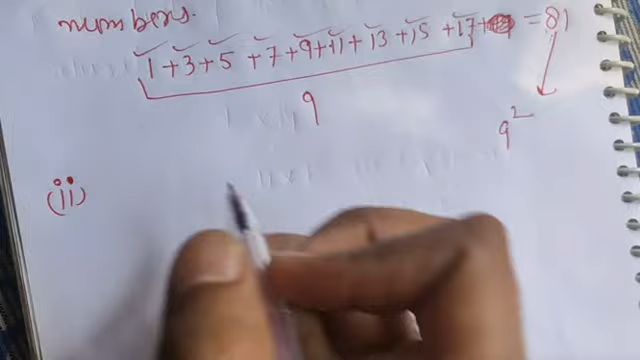 numbers.
1 + 3 + 5 + 7 + 9 + 11 + 13 + 15 + 17 + = 81
9
9²
(ii)